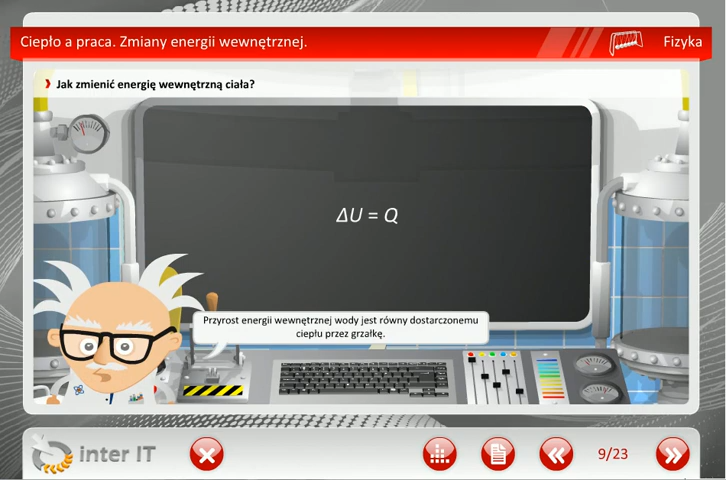 Ciepło a praca. Zmiany energii wewnętrznej.
Fizyka
Jak zmienić energię wewnętrzną ciała?
ΔU = Q
Przyrost energii wewnętrznej wody jest równy dostarczonemu
ciepłu przez grzałkę.
inter IT
9/23